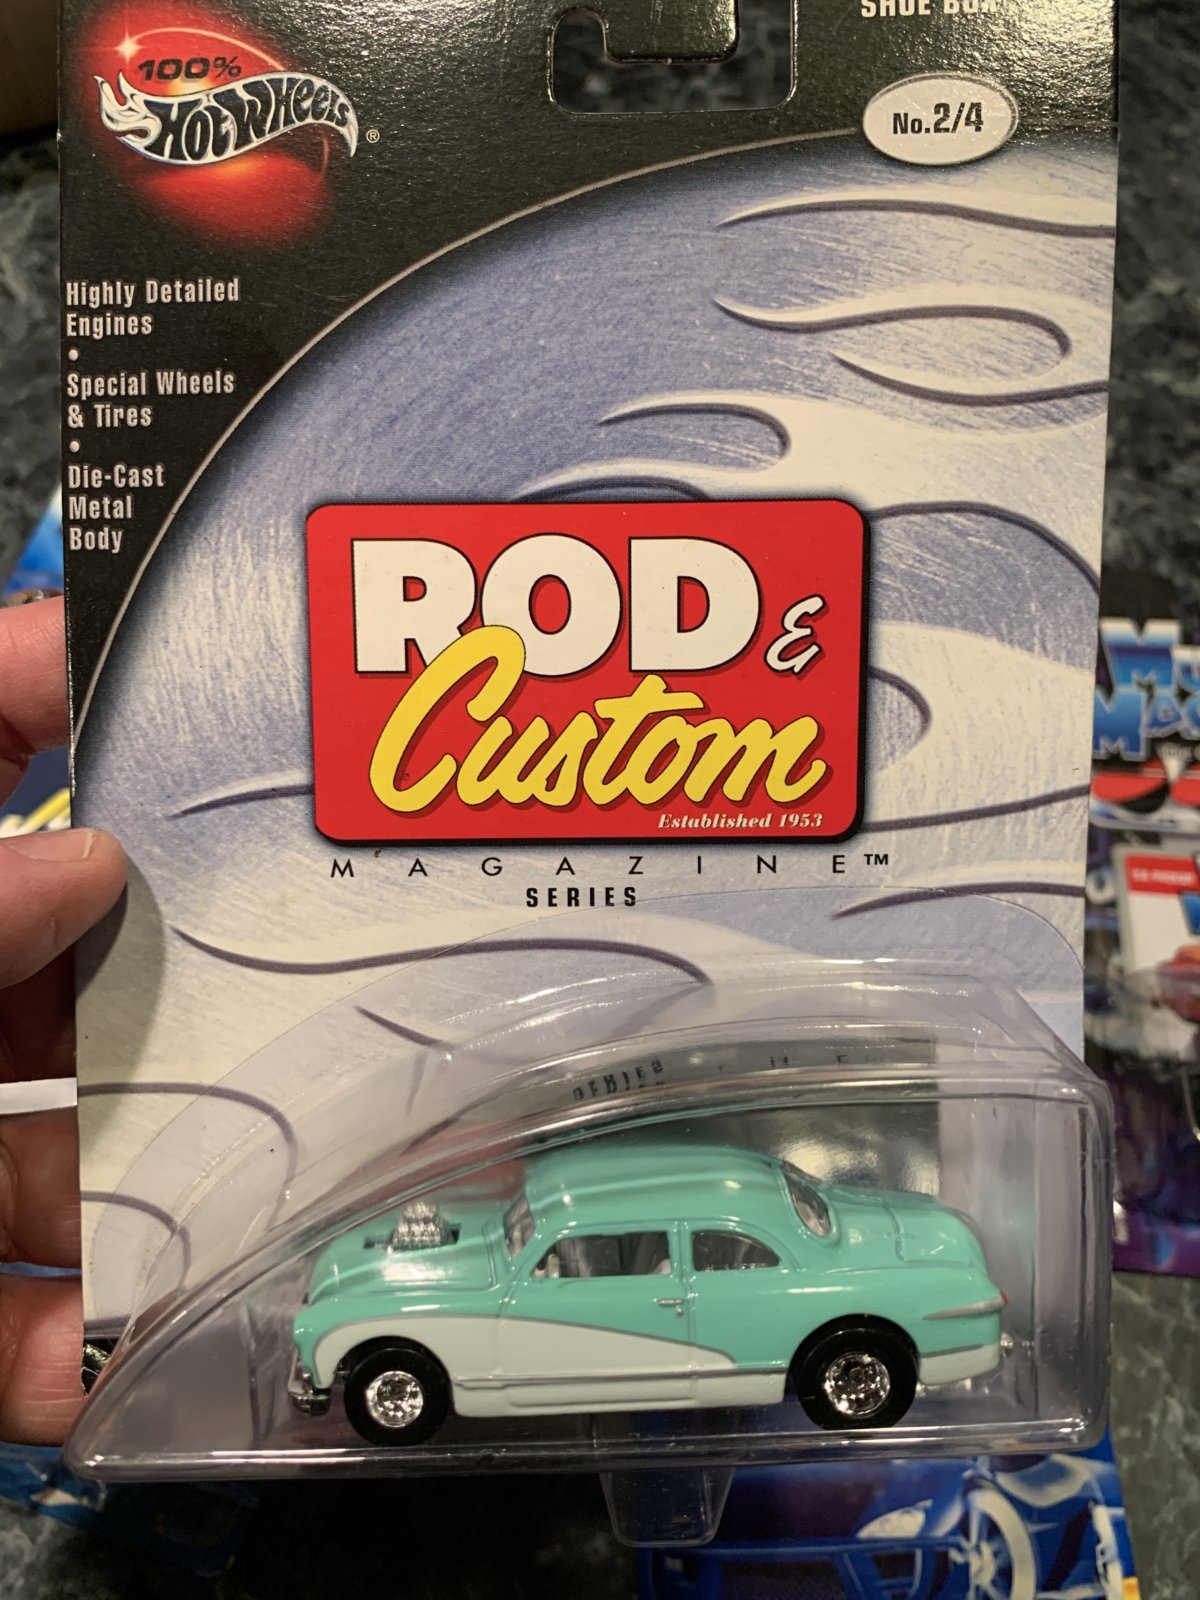 SHOE BOX
100%
HOT WHEELS®
No.2/4
Highly Detailed
Engines
•
Special Wheels
& Tires
•
Die-Cast
Metal
Body
ROD &
Custom
Established 1953
MAGAZINE™
SERIES